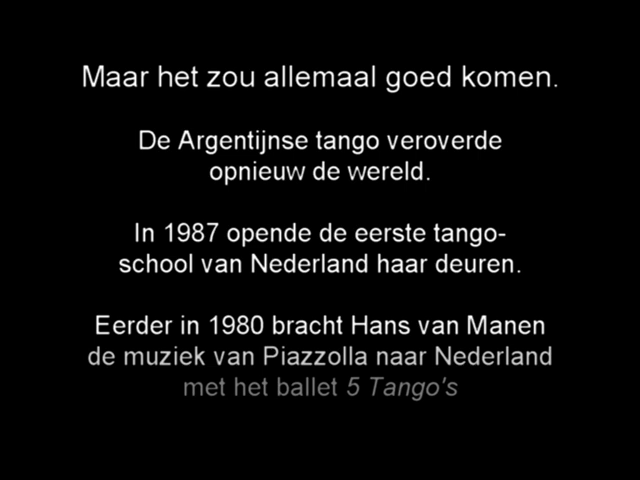 Maar het zou allemaal goed komen.
De Argentijnse tango veroverde
opnieuw de wereld.
In 1987 opende de eerste tango-
school van Nederland haar deuren.
Eerder in 1980 bracht Hans van Manen
de muziek van Piazzolla naar Nederland
met het ballet 5 Tango's